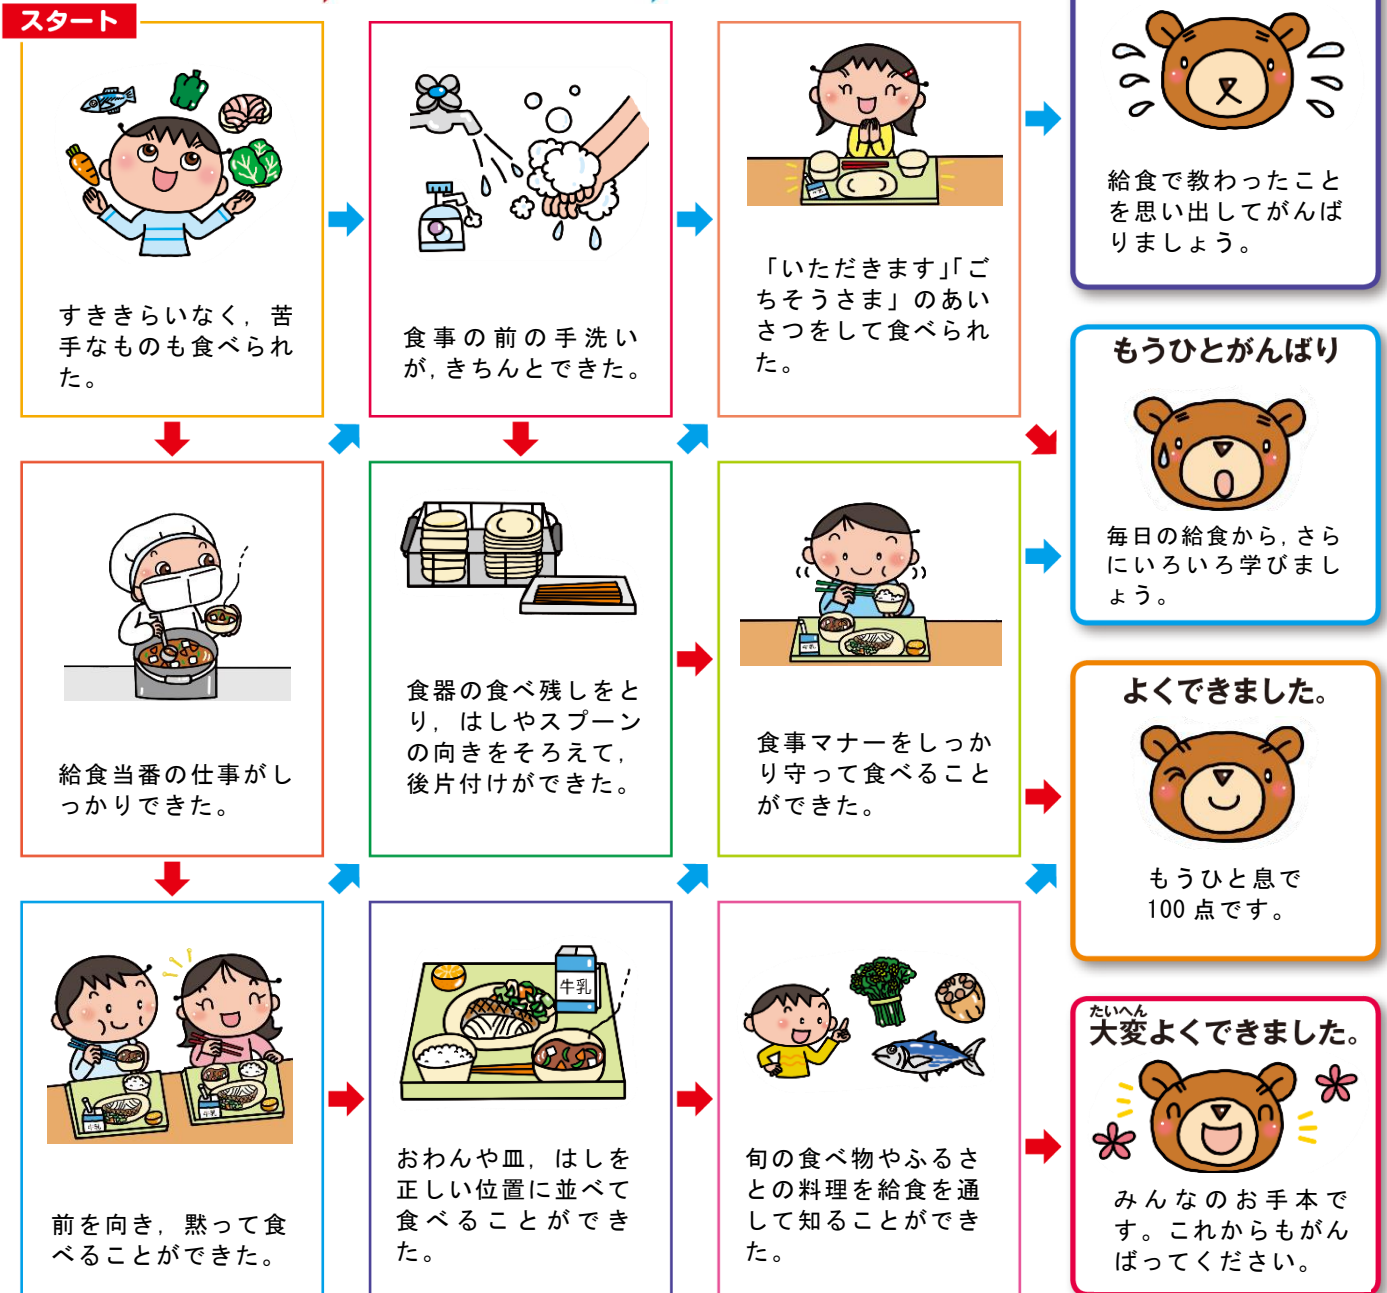 スタート
すききらいなく，苦
手なものも食べられ
た。
食事の前の手洗い
が，きちんとできた。
「いただきます」「ご
ちそうさま」のあい
さつをして食べられ
た。
給食で教わったこと
を思い出してがんば
りましょう。
もうひとがんばり
毎日の給食から，さら
にいろいろ学びまし
ょう。
給食当番の仕事がし
っかりできた。
食器の食べ残しをと
り，はしやスプーン
の向きをそろえて，
後片付けができた。
食事マナーをしっか
り守って食べること
ができた。
よくできました。
もうひと息で
100点です。
前を向き，黙って食
べることができた。
牛乳
おわんや皿，はしを
正しい位置に並べて
食べることができ
た。
旬の食べ物やふるさ
との料理を給食を通
して知ることができ
た。
たいへん
大変よくできました。
みんなのお手本で
す。これからもがん
ばってください。